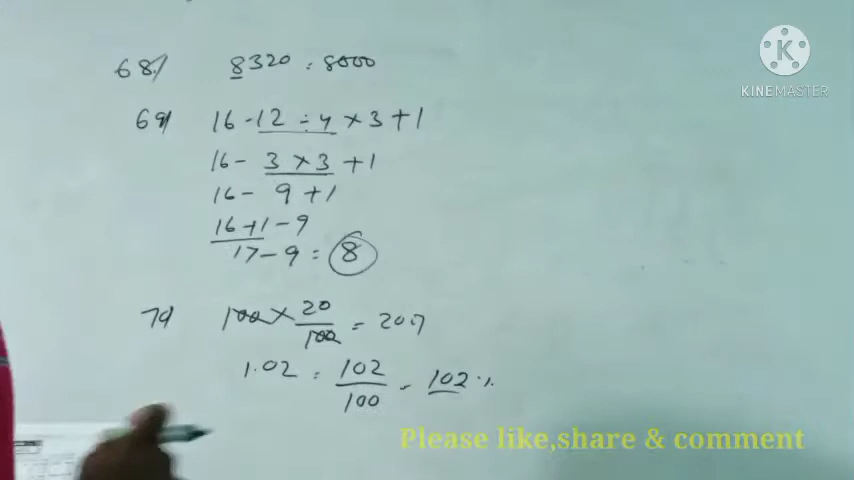 68) 8320 = 8000
69) 16 - 12 ÷ 4 × 3 + 1
16 - 3 × 3 + 1
16 - 9 + 1
16 + 1 - 9
17 - 9 = 8
70) 100 × 20/100 = 20%
1.02 = 102/100 = 102%
KINEMASTER
Please like,share & comment